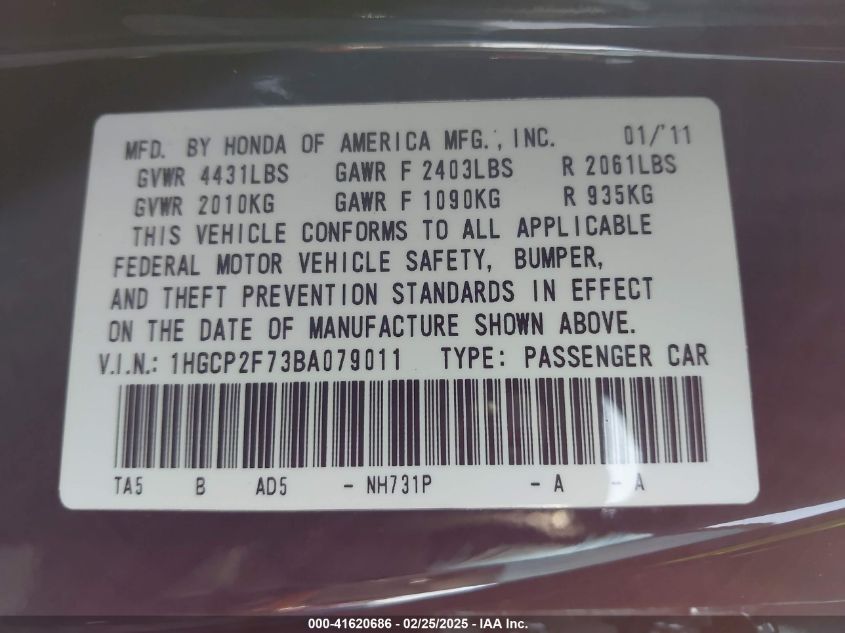 MFD. BY HONDA OF AMERICA MFG., INC. 01/'11
GVWR 4431LBS GAWR F 2403LBS R 2061LBS
GVWR 2010KG GAWR F 1090KG R 935KG
THIS VEHICLE CONFORMS TO ALL APPLICABLE
FEDERAL MOTOR VEHICLE SAFETY, BUMPER,
AND THEFT PREVENTION STANDARDS IN EFFECT
ON THE DATE OF MANUFACTURE SHOWN ABOVE.
V.I.N.: 1HGCP2F73BA079011 TYPE: PASSENGER CAR
TA5 B AD5 - NH731P - A - A
000-41620686 - 02/25/2025 - IAA Inc.